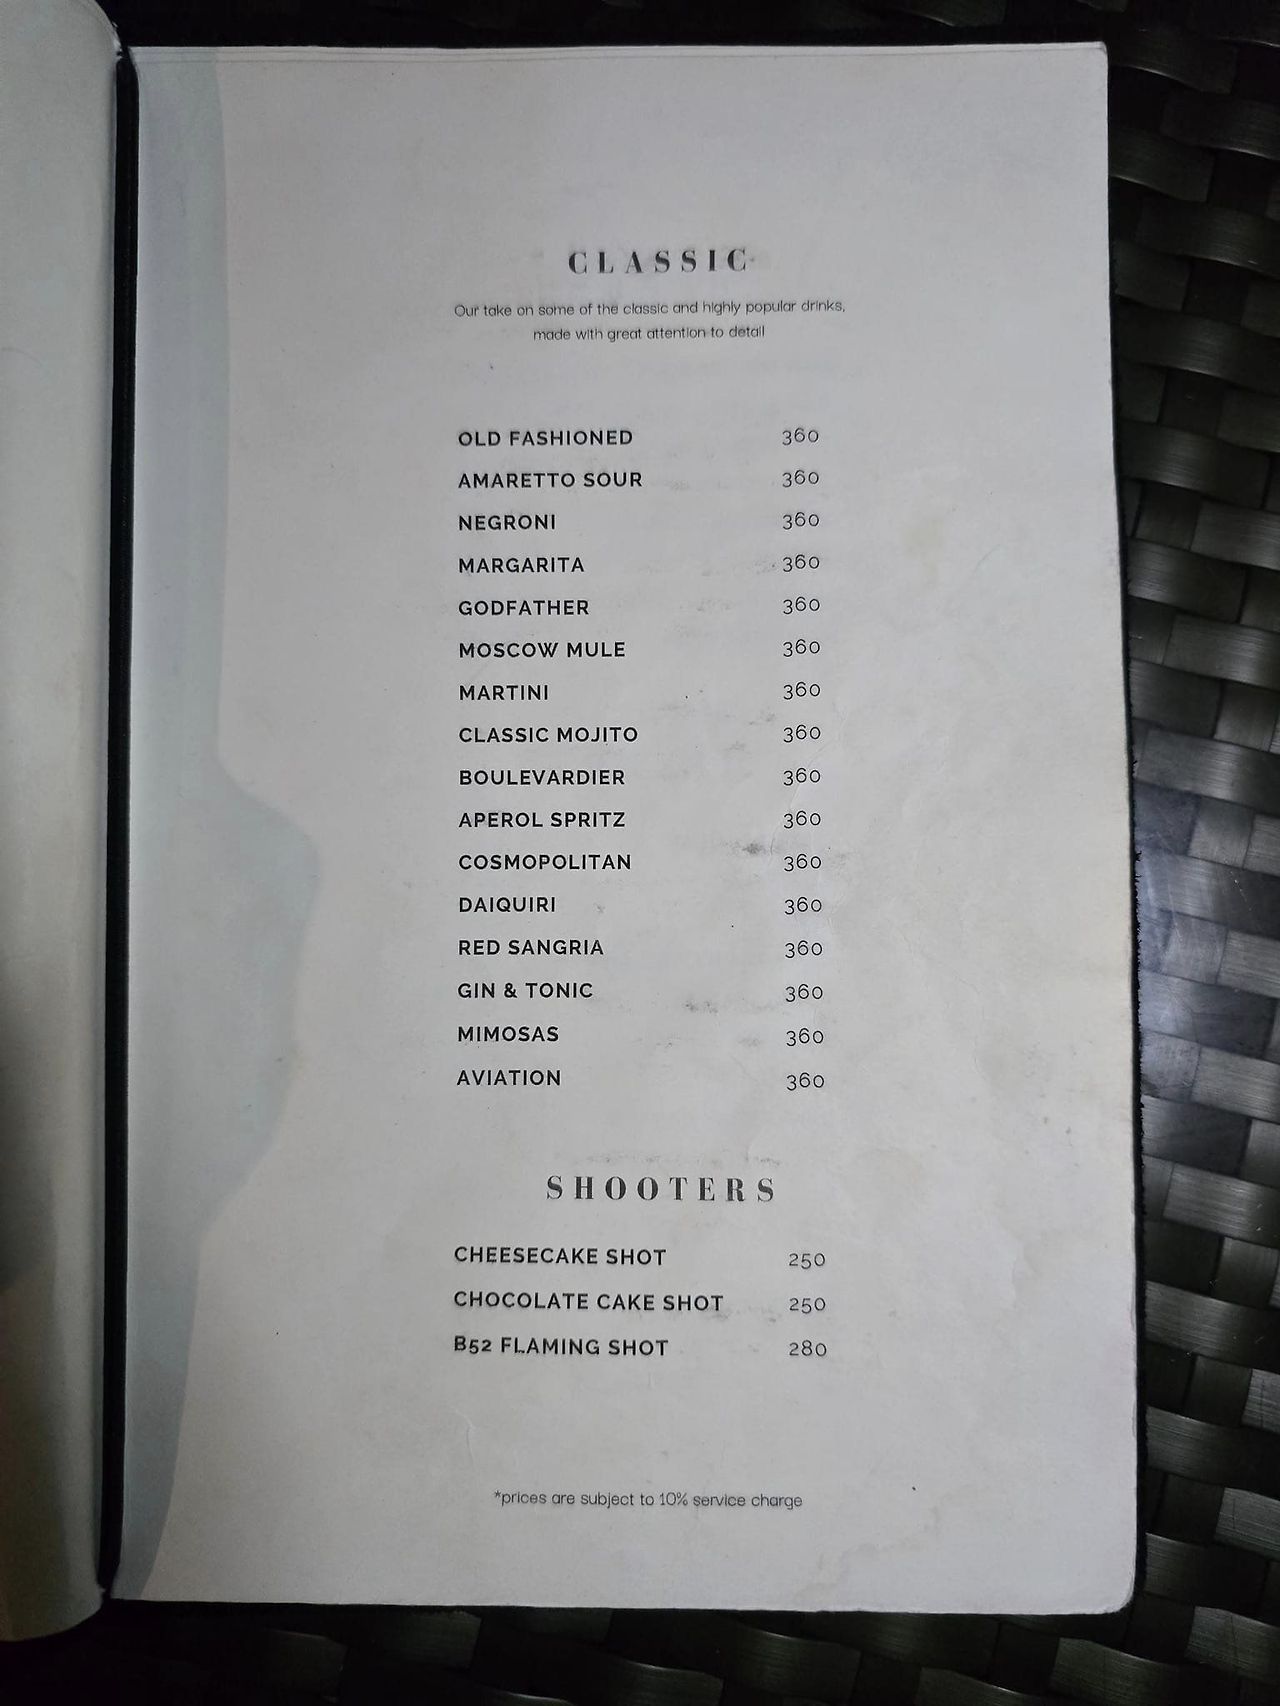 CLASSIC
Our take on some of the classic and highly popular drinks,
made with great attention to detail
OLD FASHIONED 360
AMARETTO SOUR 360
NEGRONI 360
MARGARITA 360
GODFATHER 360
MOSCOW MULE 360
MARTINI 360
CLASSIC MOJITO 360
BOULEVARDIER 360
APEROL SPRITZ 360
COSMOPOLITAN 360
DAIQUIRI 360
RED SANGRIA 360
GIN & TONIC 360
MIMOSAS 360
AVIATION 360
SHOOTERS
CHEESECAKE SHOT 250
CHOCOLATE CAKE SHOT 250
B52 FLAMING SHOT 280
*prices are subject to 10% service charge